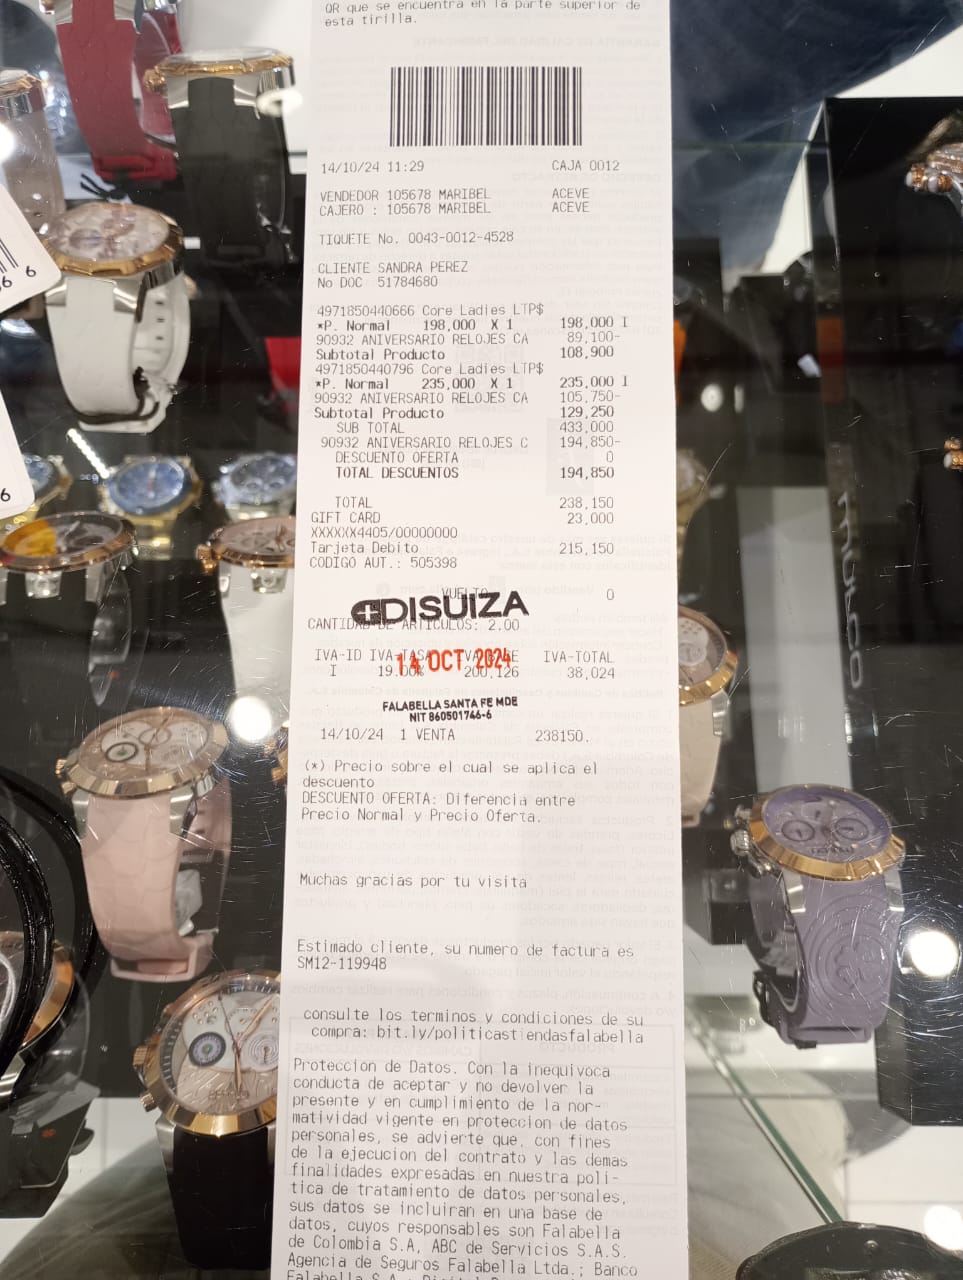 QR que se encuentra en la parte superior de
esta tirilla.
14/10/24 11:29 CAJA 0012
VENDEDOR 105678 MARIBEL ACEVE
CAJERO : 105678 MARIBEL ACEVE
TIQUETE No. 0043-0012-4528
CLIENTE SANDRA PEREZ
No DOC 51784680
4971850440666 Core Ladies LTP$
*P. Normal 198,000 X 1 198,000 I
90932 ANIVERSARIO RELOJES CA 89,100-
Subtotal Producto 108,900
4971850440796 Core Ladies LTP$
*P. Normal 235,000 X 1 235,000 I
90932 ANIVERSARIO RELOJES CA 105,750-
Subtotal Producto 129,250
SUB TOTAL 433,000
90932 ANIVERSARIO RELOJES C 194,850-
DESCUENTO OFERTA 0
TOTAL DESCUENTOS 194,850
TOTAL 238,150
GIFT CARD 23,000
XXXXXX4405/00000000
Tarjeta Debito 215,150
CODIGO AUT.: 505398
VUELTO 0
DISUIZA
CANTIDAD DE ARTICULOS: 2.00
IVA-ID IVA-TASA IVA-BASE IVA-TOTAL
14 OCT 2024
I 19.00% 200,126 38,024
FALABELLA SANTA FE MDE
NIT 860501746-6
14/10/24 1 VENTA 238150.
(*) Precio sobre el cual se aplica el
descuento
DESCUENTO OFERTA: Diferencia entre
Precio Normal y Precio Oferta.
Muchas gracias por tu visita
Estimado cliente, su numero de factura es
SM12-119948
consulte los terminos y condiciones de su
compra: bit.ly/politicastiendasfalabella
Proteccion de Datos. Con la inequivoca
conducta de aceptar y no devolver la
presente y en cumplimiento de la nor-
matividad vigente en proteccion de datos
personales, se advierte que, con fines
de la ejecucion del contrato y las demas
finalidades expresadas en nuestra poli-
tica de tratamiento de datos personales,
sus datos se incluiran en una base de
datos, cuyos responsables son Falabella
de Colombia S.A, ABC de Servicios S.A.S.
Agencia de Seguros Falabella Ltda.; Banco
Falabella S.A.
mulco
6
6